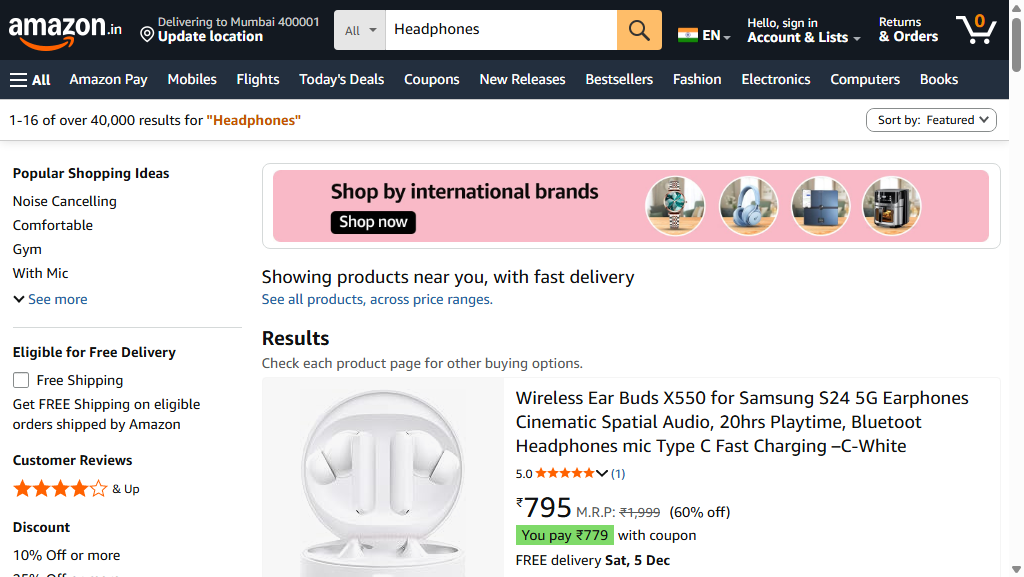 amazon.in
Delivering to Mumbai 400001
Update location
All
Headphones
EN
Hello, sign in
Account & Lists
Returns
& Orders
0
All
Amazon Pay
Mobiles
Flights
Today's Deals
Coupons
New Releases
Bestsellers
Fashion
Electronics
Computers
Books
1-16 of over 40,000 results for "Headphones"
Sort by: Featured
Popular Shopping Ideas
Noise Cancelling
Comfortable
Gym
With Mic
See more
Eligible for Free Delivery
Free Shipping
Get FREE Shipping on eligible
orders shipped by Amazon
Customer Reviews
& Up
Discount
10% Off or more
25% Off or more
Shop by international brands
Shop now
Showing products near you, with fast delivery
See all products, across price ranges.
Results
Check each product page for other buying options.
Wireless Ear Buds X550 for Samsung S24 5G Earphones
Cinematic Spatial Audio, 20hrs Playtime, Bluetoot
Headphones mic Type C Fast Charging –C-White
5.0 (1)
₹795 M.R.P: ₹1,999 (60% off)
You pay ₹779 with coupon
FREE delivery Sat, 5 Dec